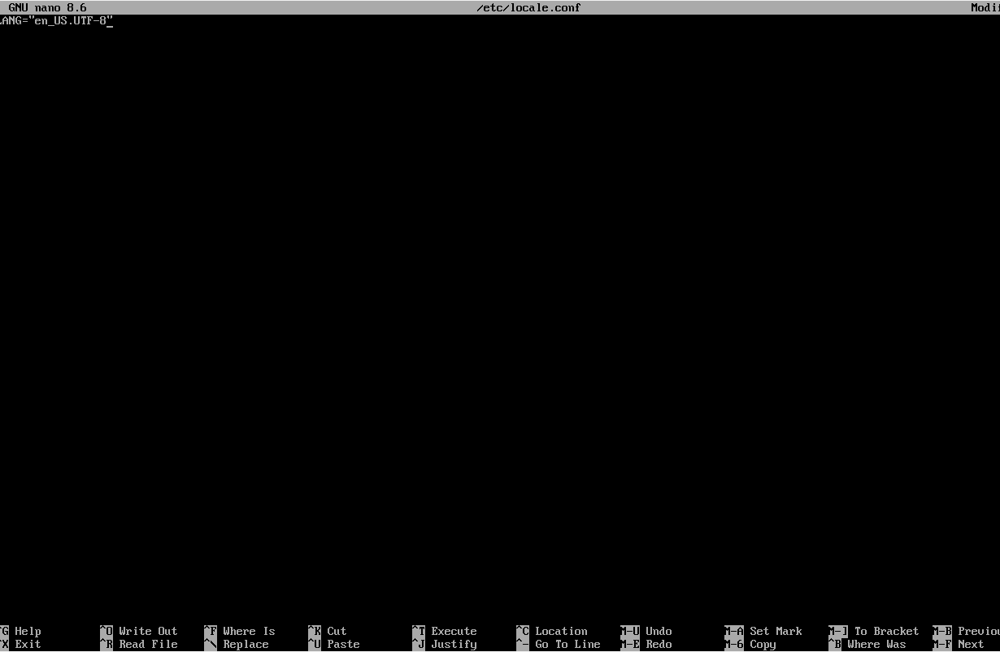 GNU nano 8.6 /etc/locale.conf Modif
LANG="en_US.UTF-8"
^G Help ^O Write Out ^F Where Is ^K Cut ^T Execute ^C Location M-U Undo M-A Set Mark M-] To Bracket M-B Previou
^X Exit ^R Read File ^\ Replace ^U Paste ^J Justify ^- Go To Line M-E Redo M-6 Copy ^B Where Was M-F Next